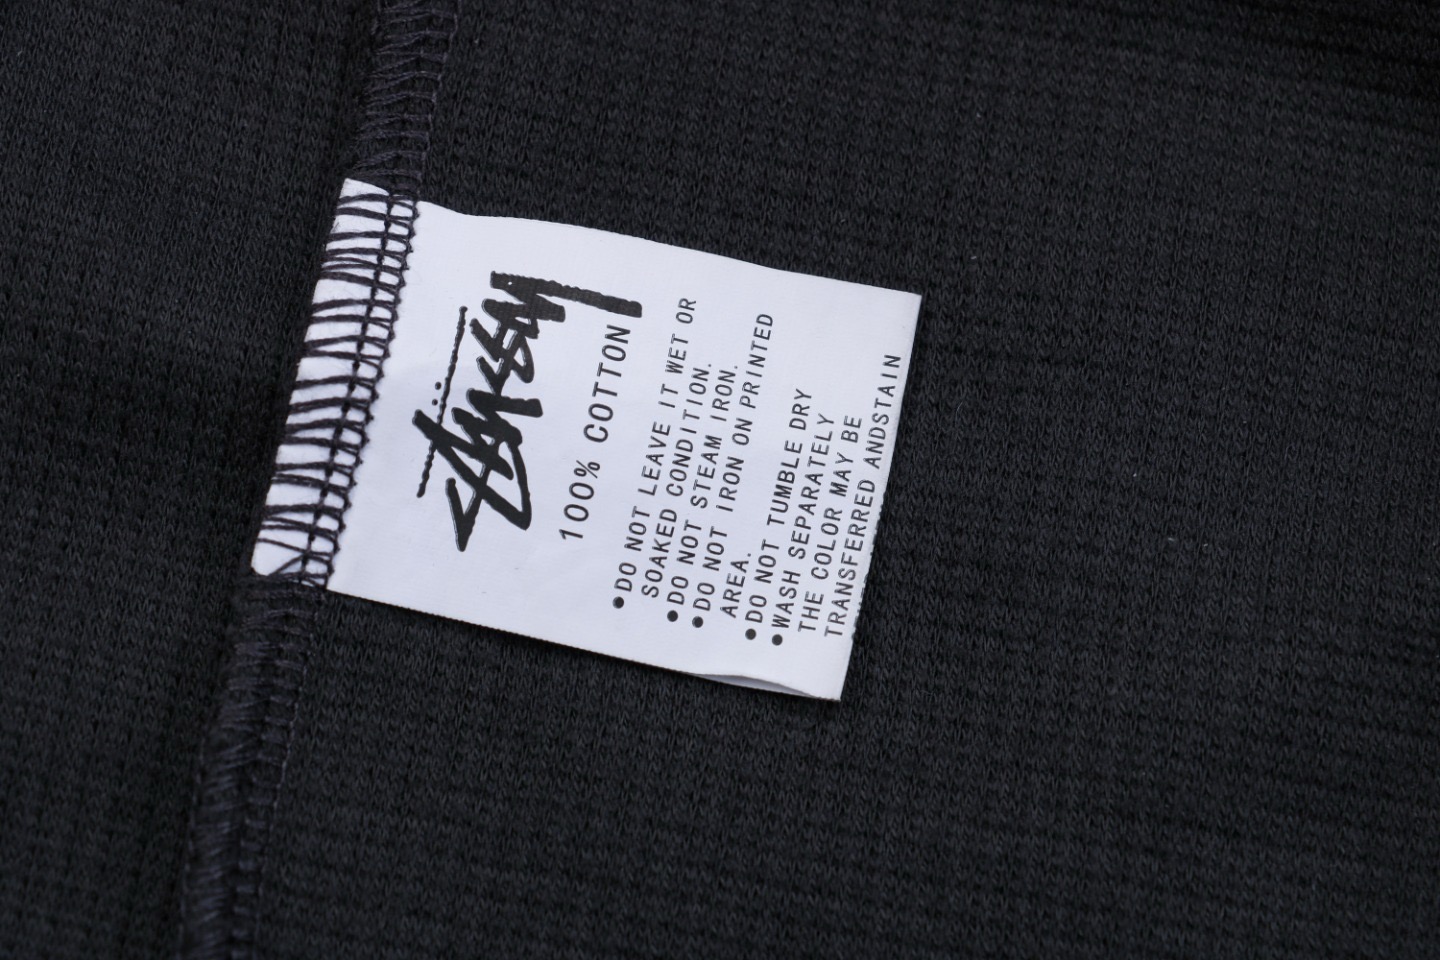 STÜSSY
100% COTTON
●DO NOT LEAVE IT WET OR
SOAKED CONDITION.
●DO NOT STEAM IRON.
●DO NOT IRON ON PRINTED
AREA.
●DO NOT TUMBLE DRY
●WASH SEPARATELY
THE COLOR MAY BE
TRANSFERRED ANDSTAIN